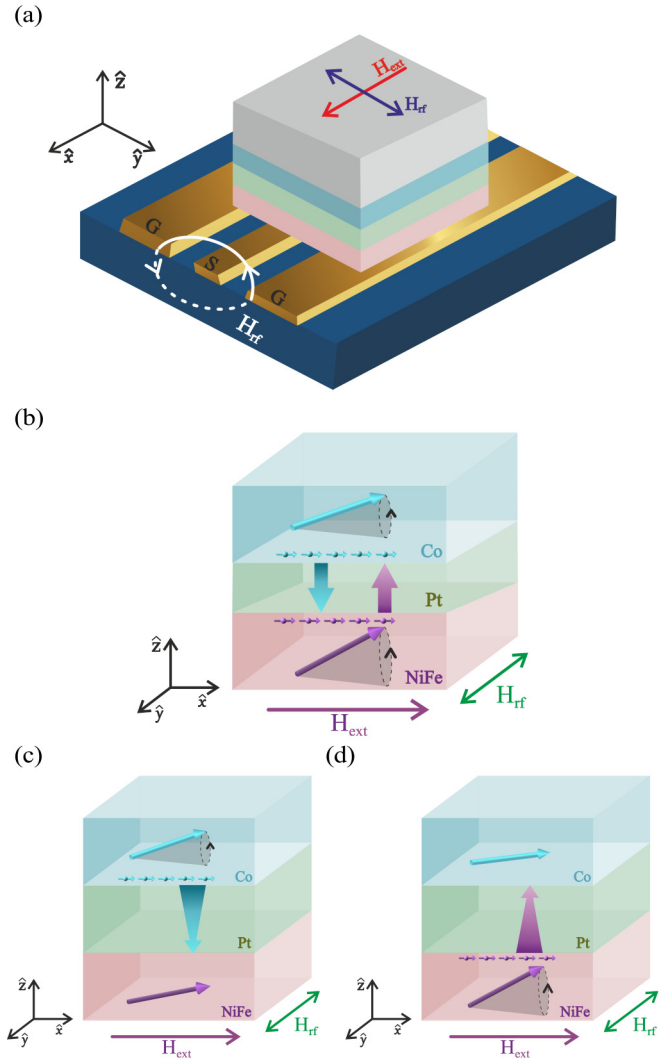 (a)
ẑ
x̂
ŷ
H_ext
H_rf
G
S
G
H_rf
(b)
Co
Pt
NiFe
ẑ
x̂
ŷ
H_ext
H_rf
(c)
(d)
Co
Pt
NiFe
ẑ
x̂
ŷ
H_ext
H_rf
Co
Pt
NiFe
ẑ
x̂
ŷ
H_ext
H_rf